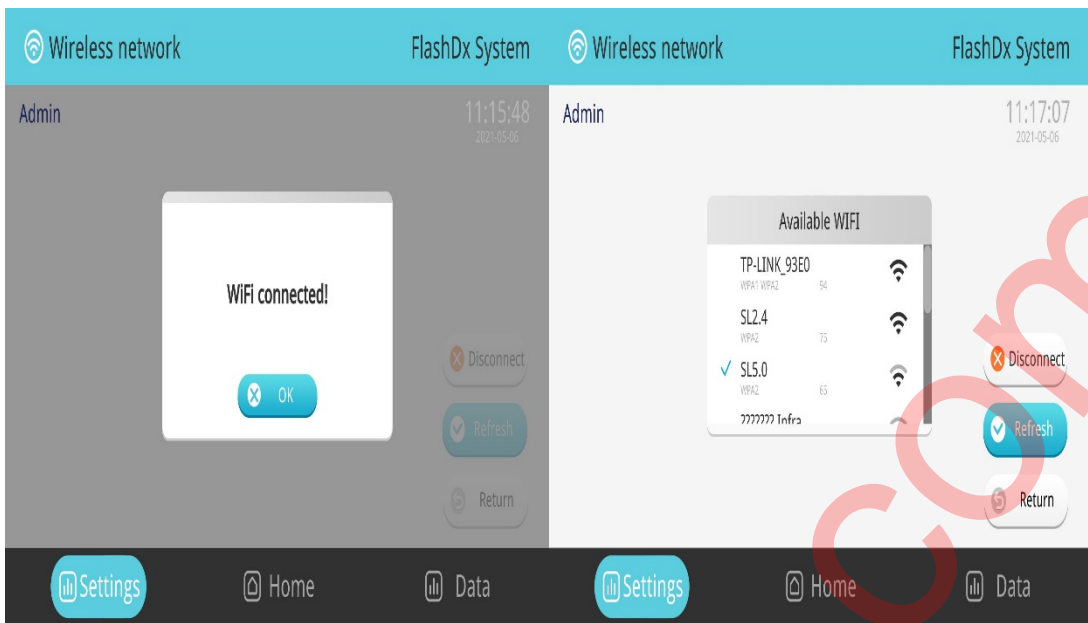 Wireless network
FlashDx System
Admin
11:15:48
2021-05-06
WiFi connected!
OK
Disconnect
Refresh
Return
Settings
Home
Data
Wireless network
FlashDx System
Admin
11:17:07
2021-05-06
Available WIFI
TP-LINK_93E0
WPA1 WPA2 94
SL2.4
WPA2 75
SL5.0
WPA2 65
??????? Infra
Disconnect
Refresh
Return
Settings
Home
Data
com